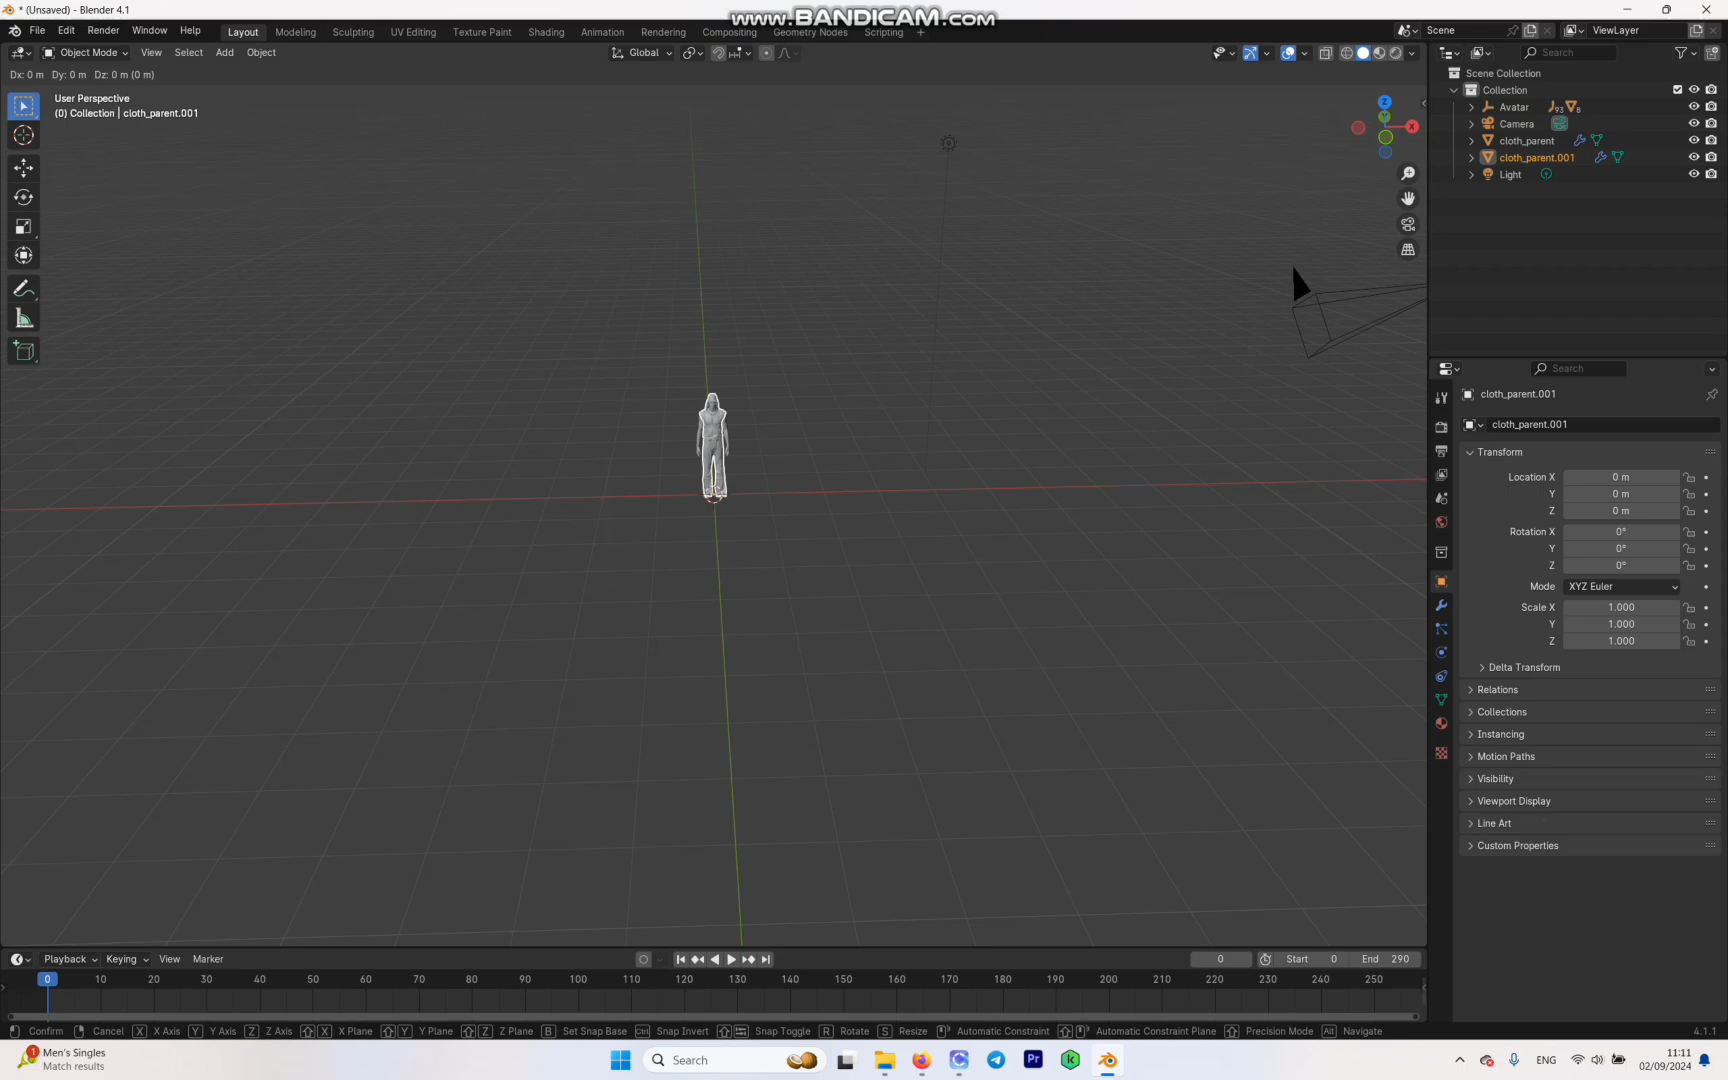 * (Unsaved) - Blender 4.1
www.BANDICAM.com
File Edit Render Window Help
Layout Modeling Sculpting UV Editing Texture Paint Shading Animation Rendering Compositing Geometry Nodes Scripting +
Scene
ViewLayer
Object Mode View Select Add Object
Global
Search
Dx: 0 m Dy: 0 m Dz: 0 m (0 m)
User Perspective
(0) Collection | cloth_parent.001
Z
Y
X
Scene Collection
Collection
Avatar 93 8
Camera
cloth_parent
cloth_parent.001
Light
Search
cloth_parent.001
cloth_parent.001
Transform
Location X 0 m
Y 0 m
Z 0 m
Rotation X 0°
Y 0°
Z 0°
Mode XYZ Euler
Scale X 1.000
Y 1.000
Z 1.000
Delta Transform
Relations
Collections
Instancing
Motion Paths
Visibility
Viewport Display
Line Art
Custom Properties
Playback Keying View Marker
0 Start 0 End 290
0 10 20 30 40 50 60 70 80 90 100 110 120 130 140 150 160 170 180 190 200 210 220 230 240 250
Confirm Cancel X X Axis Y Y Axis Z Z Axis X X Plane Y Y Plane Z Z Plane B Set Snap Base Ctrl Snap Invert Snap Toggle R Rotate S Resize Automatic Constraint Automatic Constraint Plane Precision Mode Alt Navigate 4.1.1
1 Men's Singles
Match results
Search
Pr
k
ENG
11:11
02/09/2024